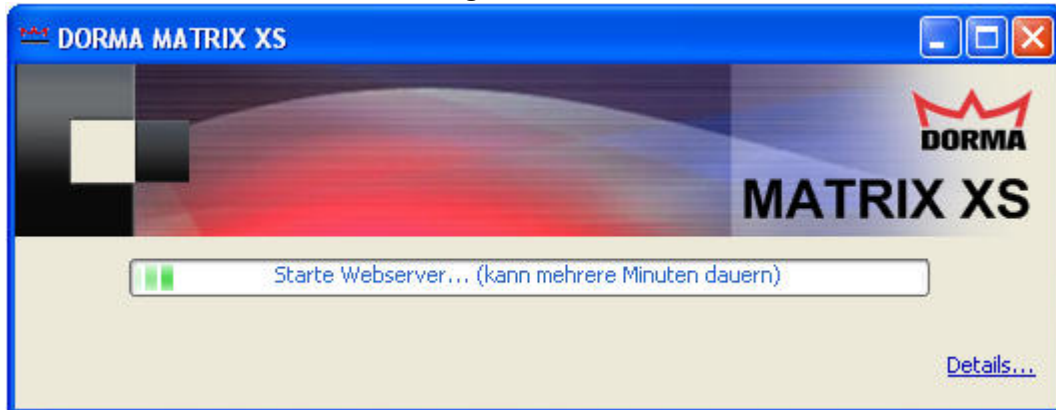 DORMA MATRIX XS
DORMA
MATRIX XS
Starte Webserver... (kann mehrere Minuten dauern)
Details...